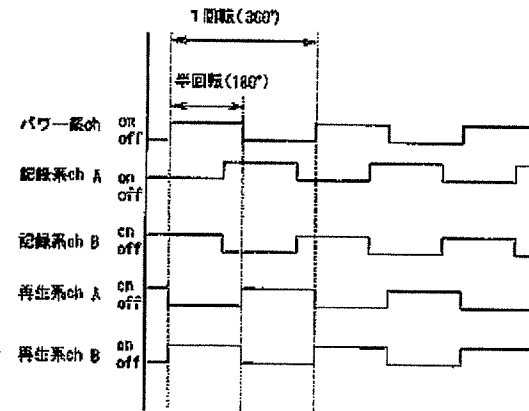 1回転(360°)
半回転(180°)
パワー系ch on
off
記録系ch A on
off
記録系ch B on
off
再生系ch A on
off
再生系ch B on
off